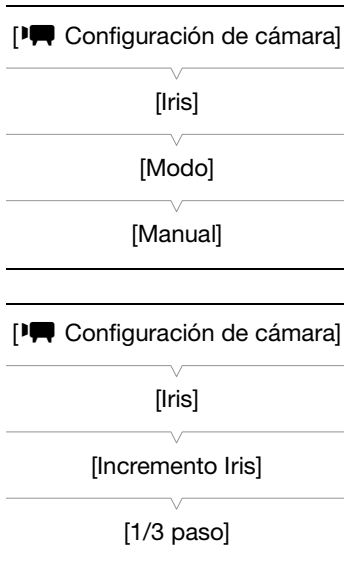 [ Configuración de cámara]
[Iris]
[Modo]
[Manual]
[ Configuración de cámara]
[Iris]
[Incremento Iris]
[1/3 paso]